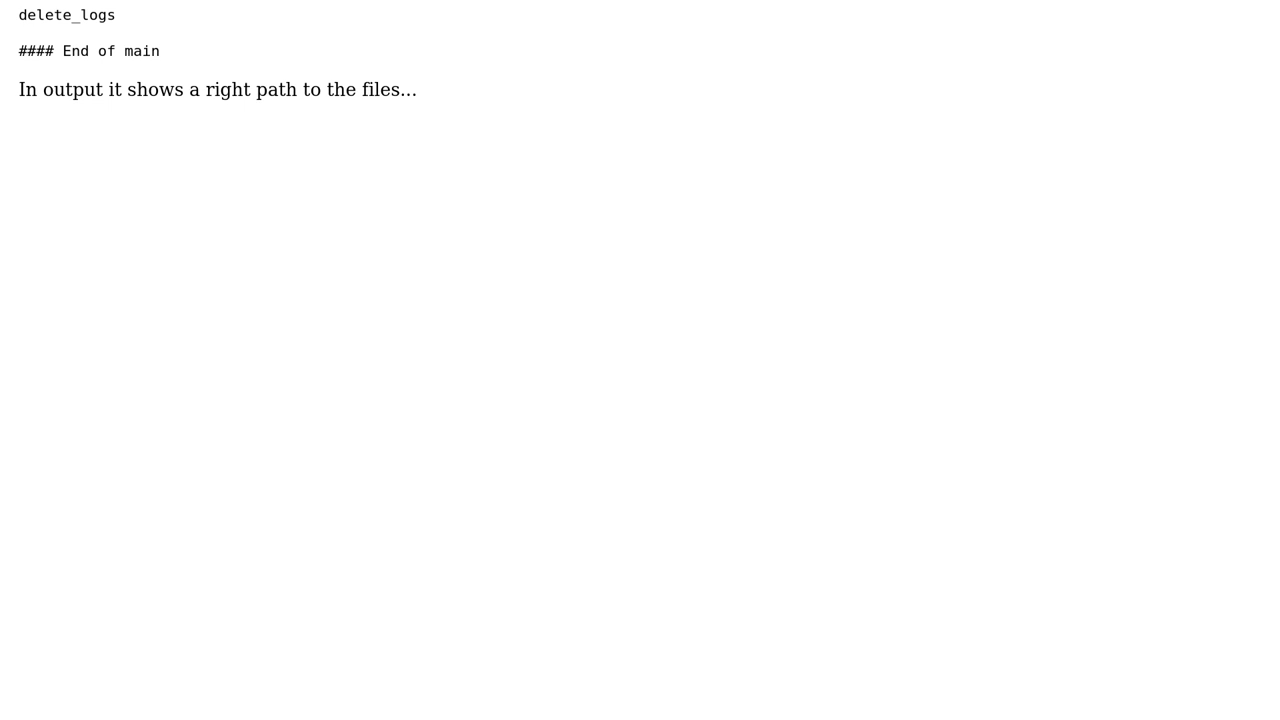 delete_logs
#### End of main
In output it shows a right path to the files...